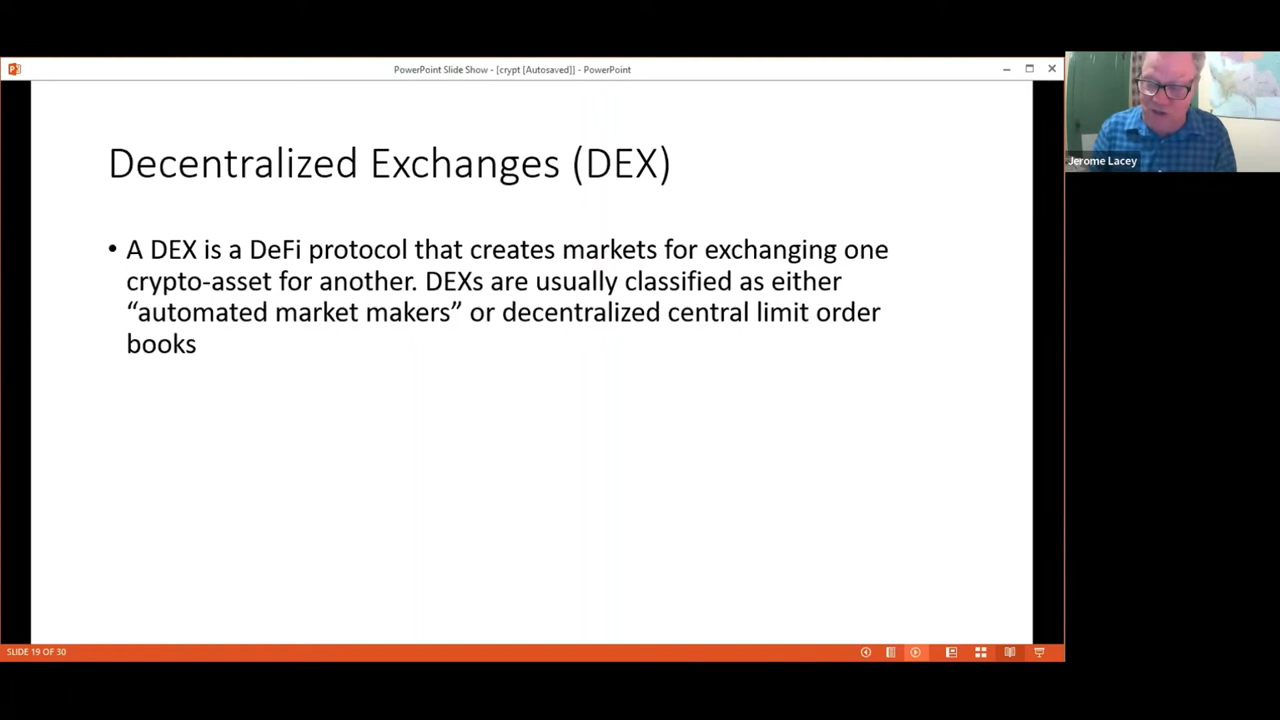 PowerPoint Slide Show - [crypt [Autosaved]] - PowerPoint
Decentralized Exchanges (DEX)
• A DEX is a DeFi protocol that creates markets for exchanging one
crypto-asset for another. DEXs are usually classified as either
“automated market makers” or decentralized central limit order
books
Jerome Lacey
SLIDE 19 OF 30